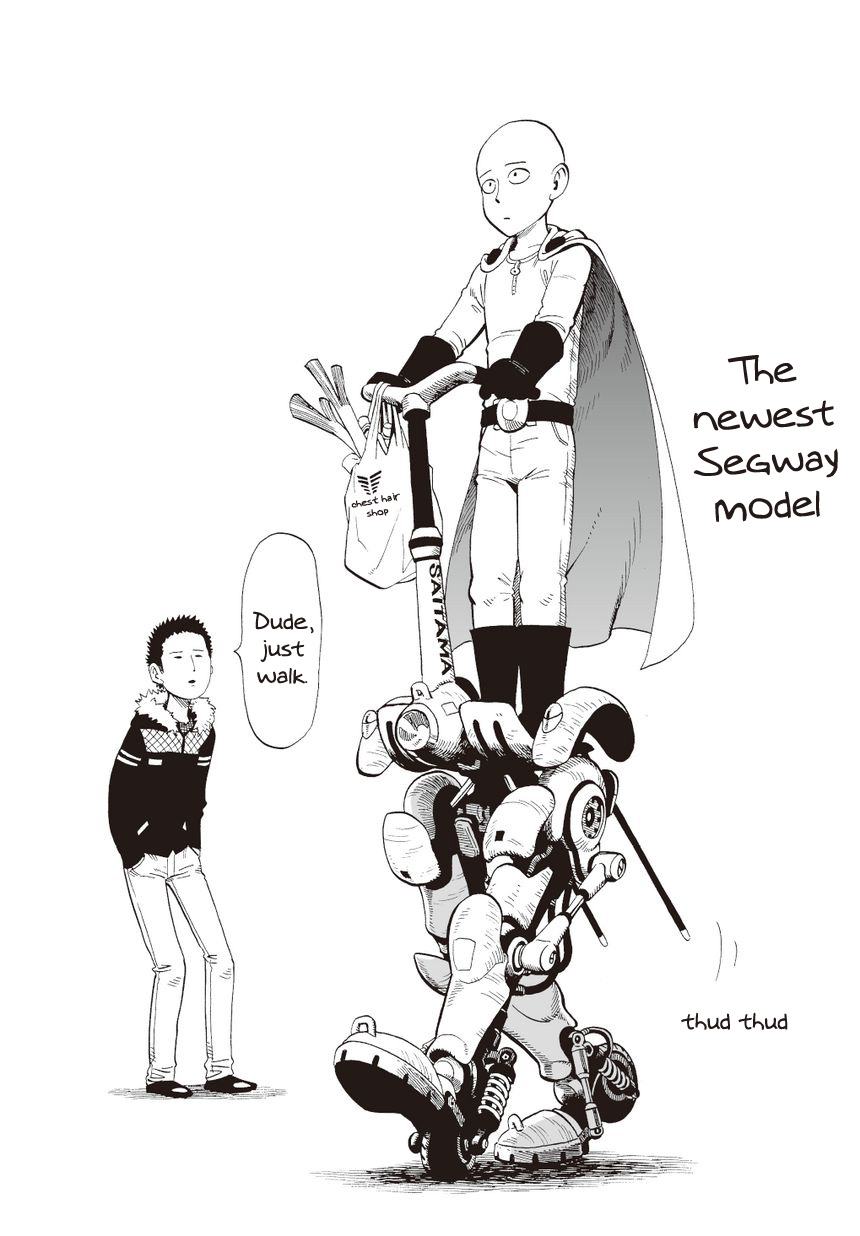 The
newest
Segway
model
Dude,
just
walk.
chest hair
shop
SAITAMA
thud thud